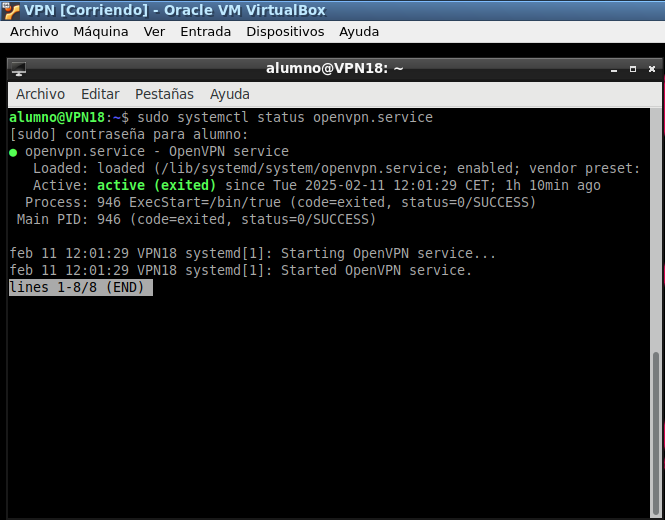 VPN [Corriendo] - Oracle VM VirtualBox
Archivo Máquina Ver Entrada Dispositivos Ayuda
alumno@VPN18: ~
Archivo Editar Pestañas Ayuda
alumno@VPN18:~$ sudo systemctl status openvpn.service
[sudo] contraseña para alumno:
● openvpn.service - OpenVPN service
Loaded: loaded (/lib/systemd/system/openvpn.service; enabled; vendor preset:
Active: active (exited) since Tue 2025-02-11 12:01:29 CET; 1h 10min ago
Process: 946 ExecStart=/bin/true (code=exited, status=0/SUCCESS)
Main PID: 946 (code=exited, status=0/SUCCESS)
feb 11 12:01:29 VPN18 systemd[1]: Starting OpenVPN service...
feb 11 12:01:29 VPN18 systemd[1]: Started OpenVPN service.
lines 1-8/8 (END)